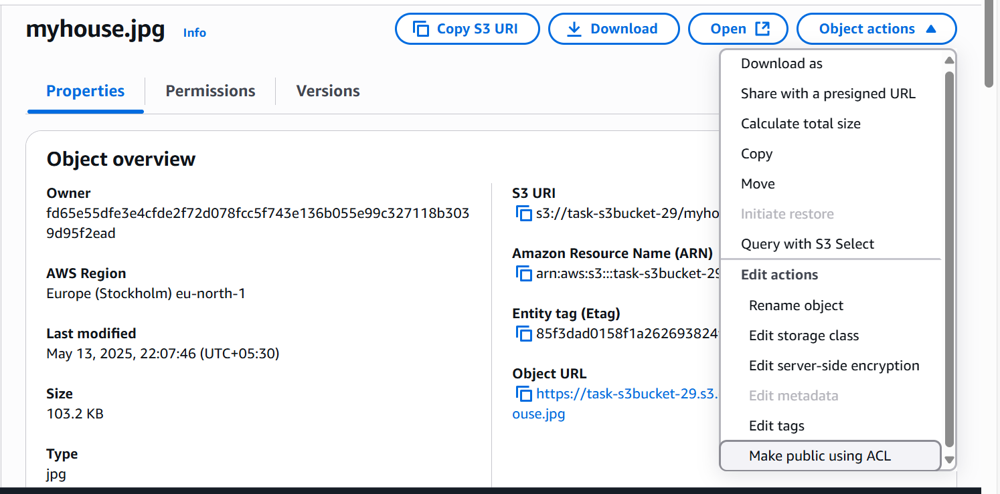 myhouse.jpg Info
Copy S3 URI
Download
Open
Object actions
Properties
Permissions
Versions
Object overview
Owner
fd65e55dfe3e4cfde2f72d078fcc5f743e136b055e99c327118b303
9d95f2ead
AWS Region
Europe (Stockholm) eu-north-1
Last modified
May 13, 2025, 22:07:46 (UTC+05:30)
Size
103.2 KB
Type
jpg
S3 URI
s3://task-s3bucket-29/myho
Amazon Resource Name (ARN)
arn:aws:s3:::task-s3bucket-29
Entity tag (Etag)
85f3dad0158f1a262693824
Object URL
https://task-s3bucket-29.s3.
ouse.jpg
Download as
Share with a presigned URL
Calculate total size
Copy
Move
Initiate restore
Query with S3 Select
Edit actions
Rename object
Edit storage class
Edit server-side encryption
Edit metadata
Edit tags
Make public using ACL